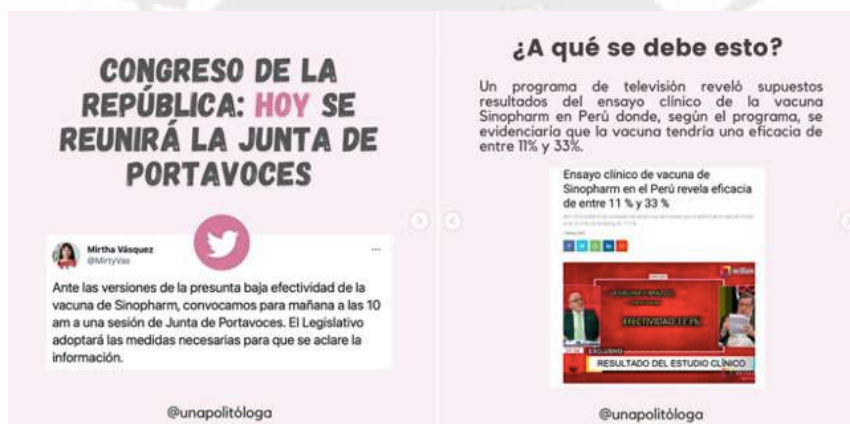 CONGRESO DE LA
REPÚBLICA: HOY SE
REUNIRÁ LA JUNTA DE
PORTAVOCES
Mirtha Vásquez
@MirtyVas
Ante las versiones de la presunta baja efectividad de la
vacuna de Sinopharm, convocamos para mañana a las 10
am a una sesión de Junta de Portavoces. El Legislativo
adoptará las medidas necesarias para que se aclare la
información.
@unapolitóloga
¿A qué se debe esto?
Un programa de televisión reveló supuestos
resultados del ensayo clínico de la vacuna
Sinopharm en Perú donde, según el programa, se
evidenciaría que la vacuna tendría una eficacia de
entre 11% y 33%.
Ensayo clínico de vacuna de
Sinopharm en el Perú revela eficacia
de entre 11 % y 33 %
EXCLUSIVO
RESULTADO DEL ESTUDIO CLÍNICO
@unapolitóloga